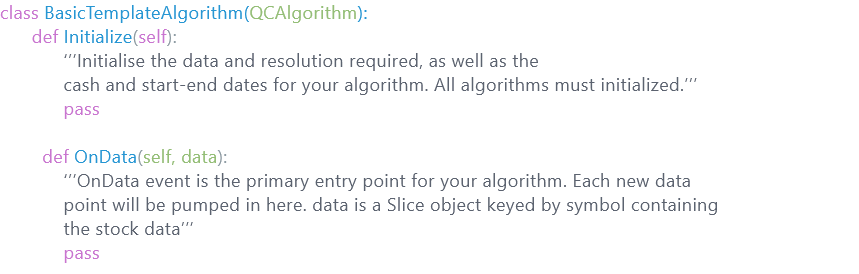 class BasicTemplateAlgorithm(QCAlgorithm):
def Initialize(self):
‘’’Initialise the data and resolution required, as well as the
cash and start-end dates for your algorithm. All algorithms must initialized.’’’
pass
def OnData(self, data):
‘’’OnData event is the primary entry point for your algorithm. Each new data
point will be pumped in here. data is a Slice object keyed by symbol containing
the stock data’’’
pass